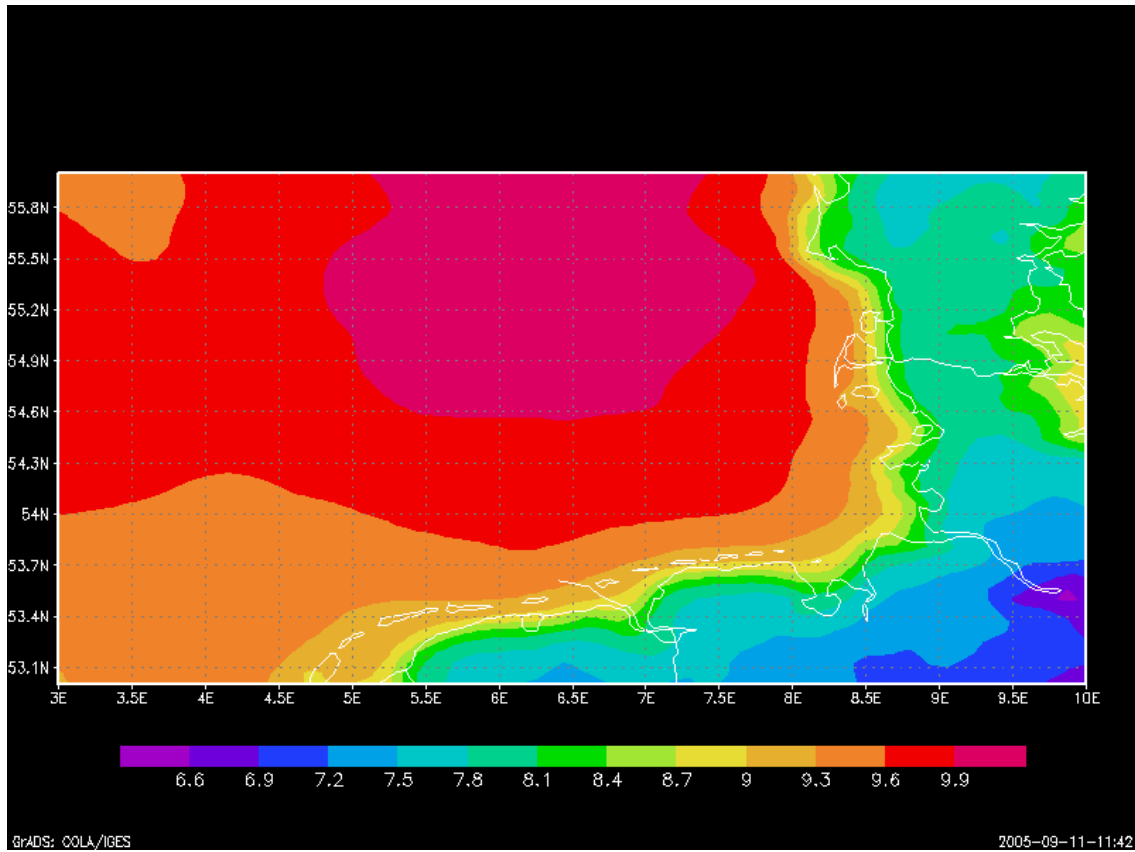 55.8N
55.5N
55.2N
54.9N
54.6N
54.3N
54N
53.7N
53.4N
53.1N
3E 3.5E 4E 4.5E 5E 5.5E 6E 6.5E 7E 7.5E 8E 8.5E 9E 9.5E 10E
6.6 6.9 7.2 7.5 7.8 8.1 8.4 8.7 9 9.3 9.6 9.9
GrADS: COLA/IGES 2005-09-11-11:42